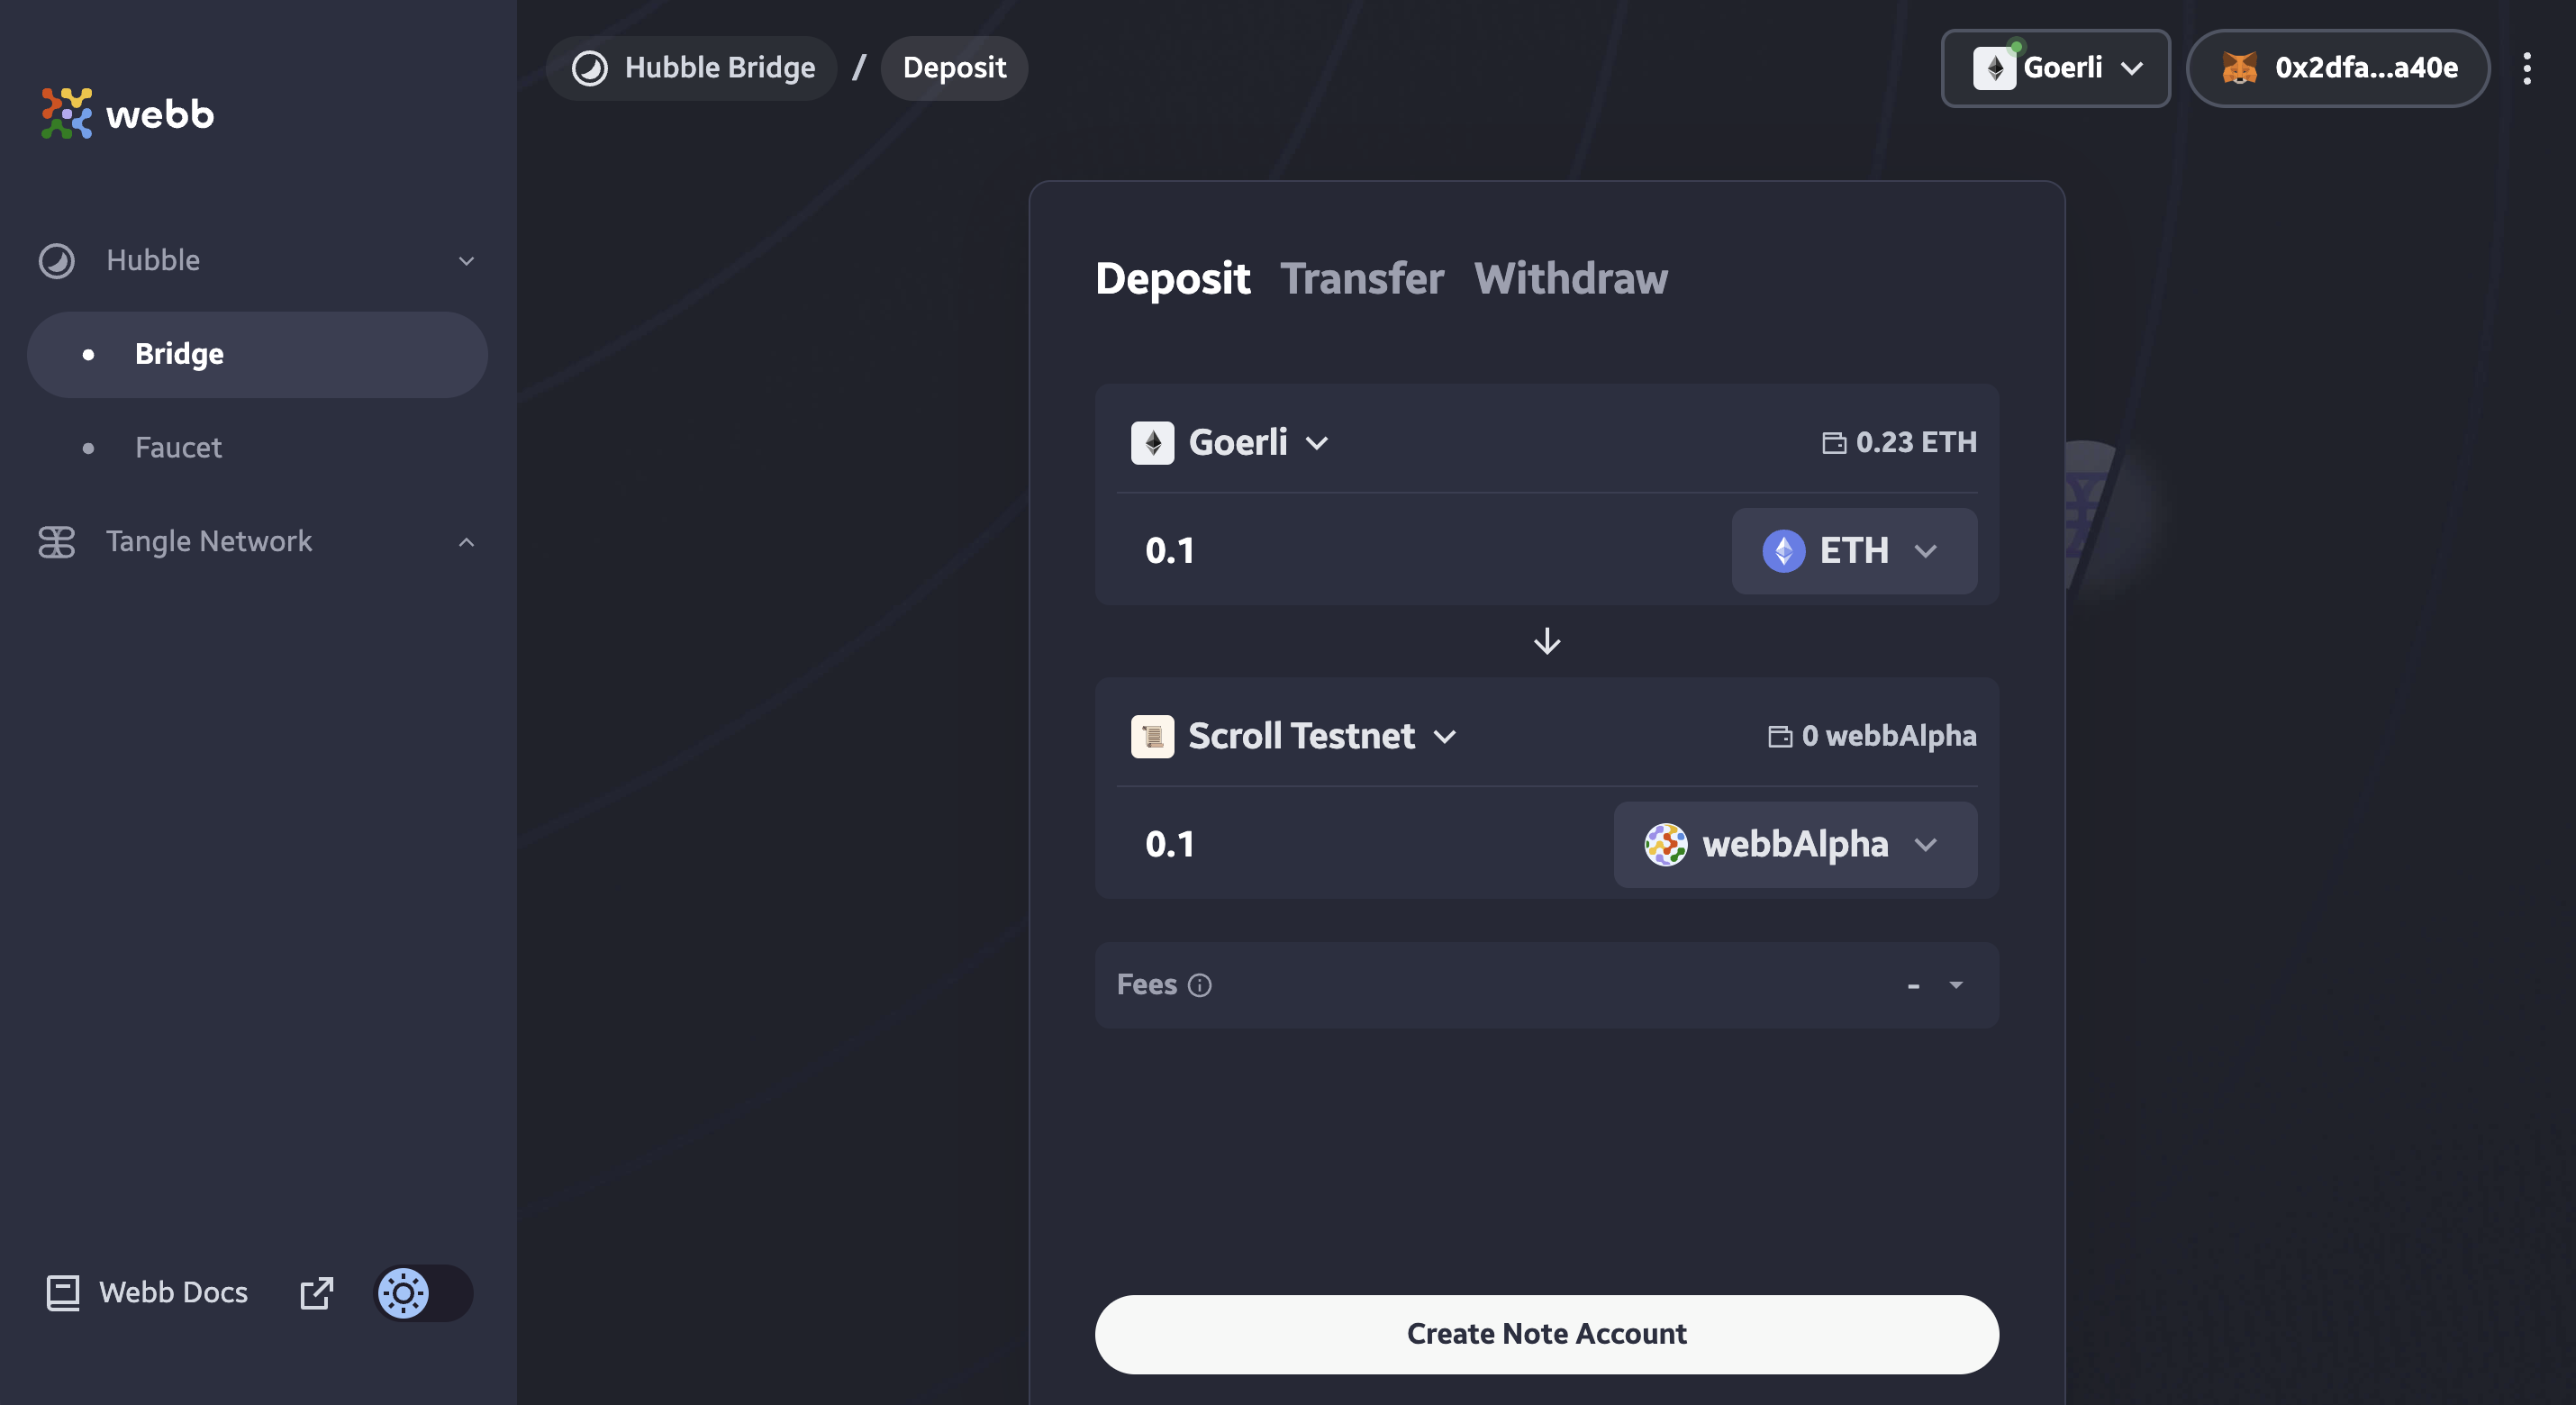 webb
Hubble
Bridge
Faucet
Tangle Network
Webb Docs
Hubble Bridge / Deposit
Goerli
0x2dfa...a40e
Deposit Transfer Withdraw
Goerli
0.23 ETH
0.1
ETH
Scroll Testnet
0 webbAlpha
0.1
webbAlpha
Fees
-
Create Note Account